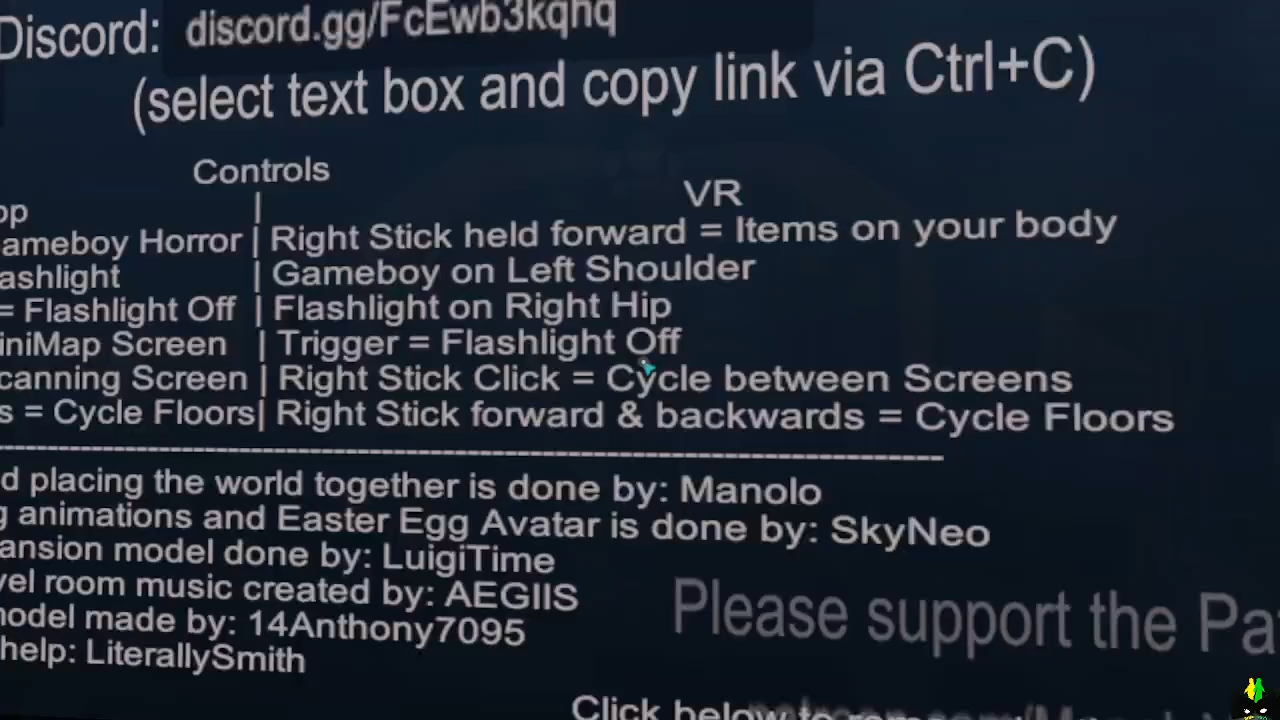 Discord: discord.gg/FcEwb3kqhq
(select text box and copy link via Ctrl+C)
Controls
VR
op |
ameboy Horror | Right Stick held forward = Items on your body
ashlight | Gameboy on Left Shoulder
= Flashlight Off | Flashlight on Right Hip
iniMap Screen | Trigger = Flashlight Off
canning Screen | Right Stick Click = Cycle between Screens
s = Cycle Floors| Right Stick forward & backwards = Cycle Floors
d placing the world together is done by: Manolo
g animations and Easter Egg Avatar is done by: SkyNeo
ansion model done by: LuigiTime
vel room music created by: AEGIIS
model made by: 14Anthony7095
help: LiterallySmith
Please support the Pa
Click below to